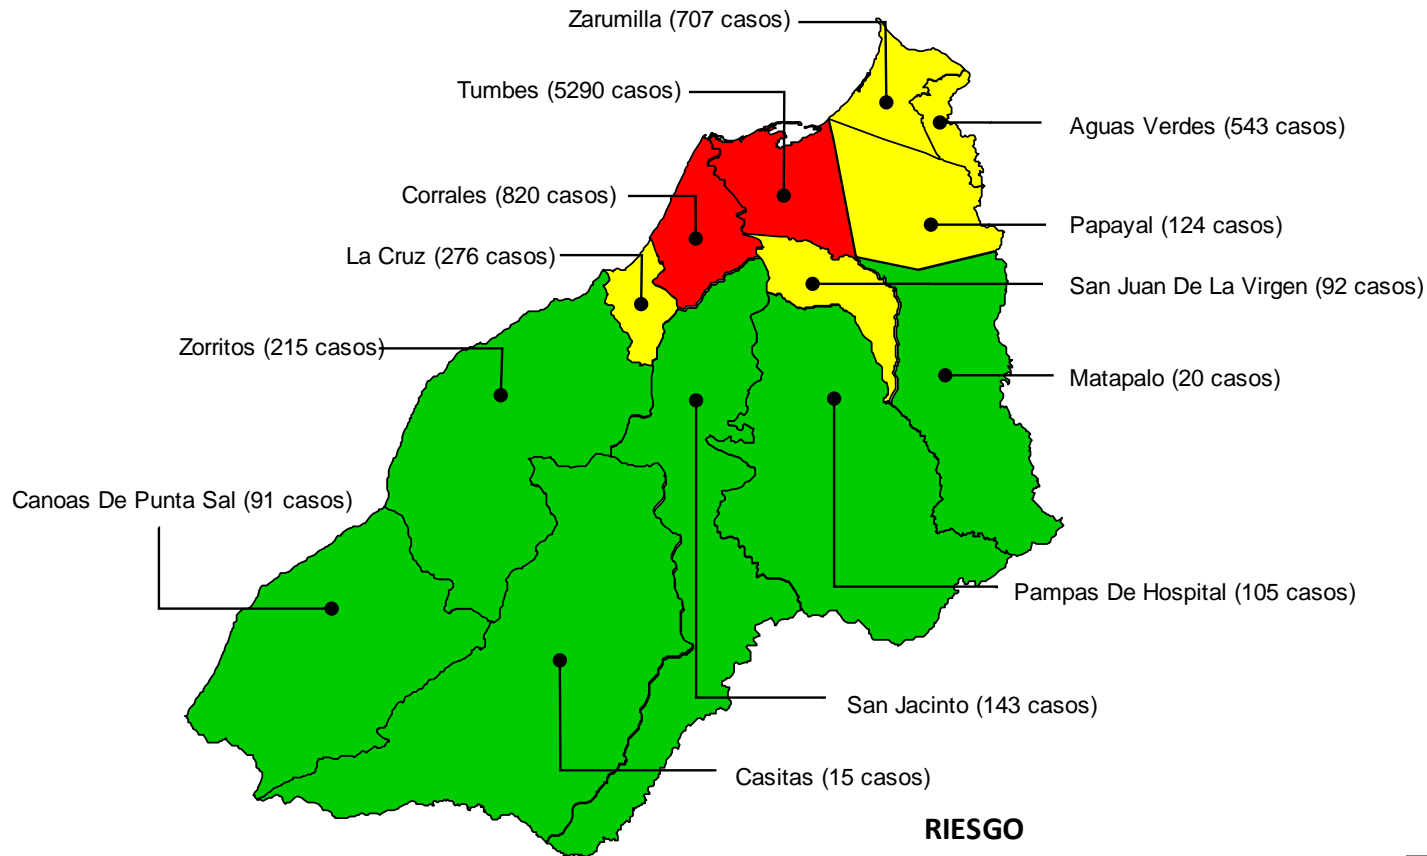 Zarumilla (707 casos)
Tumbes (5290 casos)
Aguas Verdes (543 casos)
Corrales (820 casos)
Papayal (124 casos)
La Cruz (276 casos)
San Juan De La Virgen (92 casos)
Zorritos (215 casos)
Matapalo (20 casos)
Canoas De Punta Sal (91 casos)
Pampas De Hospital (105 casos)
San Jacinto (143 casos)
Casitas (15 casos)
RIESGO